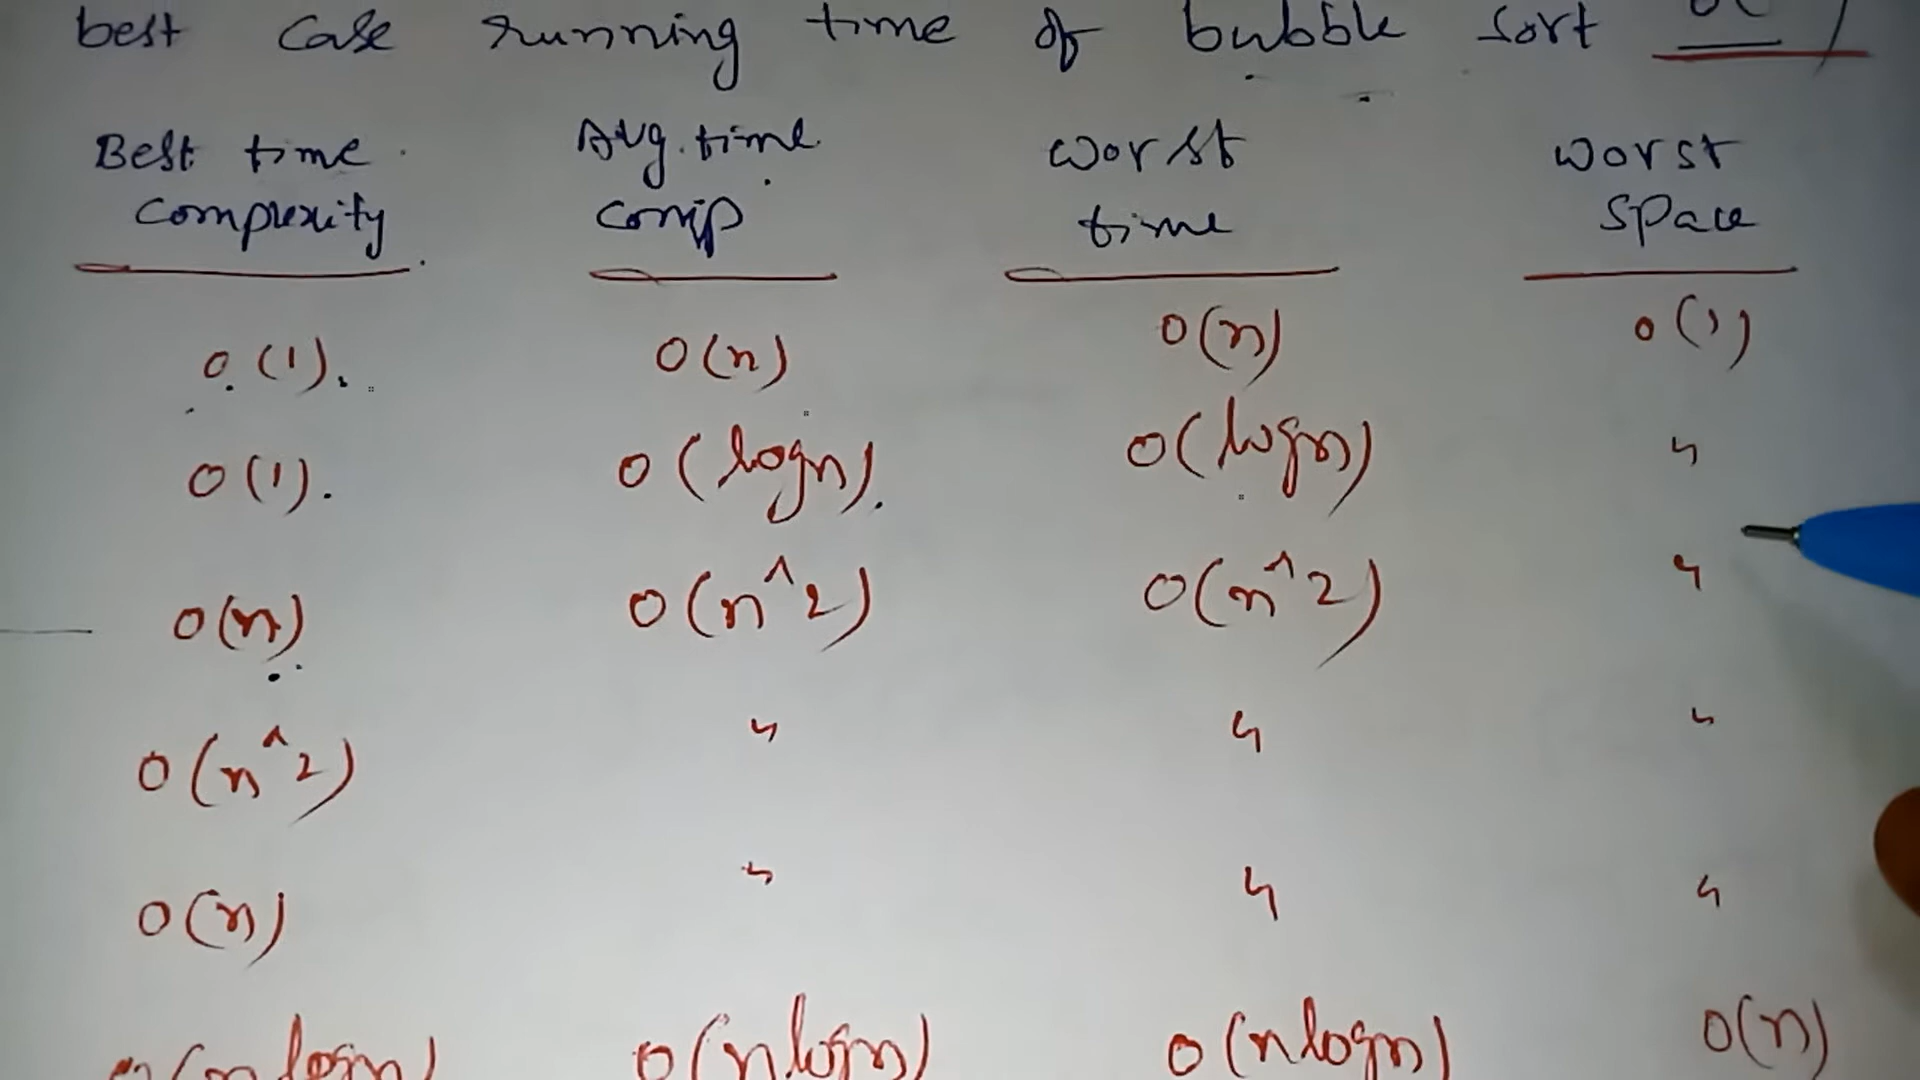 best case running time of bubble sort
Best time Avg. time worst worst
complexity comp time space
O(1). O(n) O(n) O(1)
O(1). O(logn). O(logn) "
O(n) O(n^2) O(n^2) "
O(n^2) " " "
O(n) " " "
O(nlogn) O(nlogn) O(nlogn) O(n)